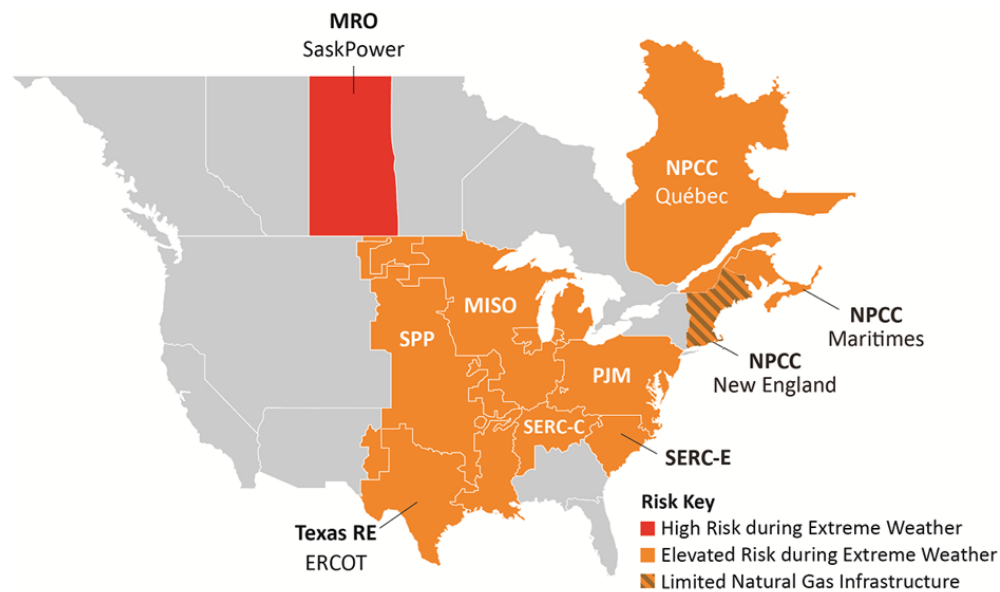 MRO
SaskPower
NPCC
Québec
MISO
SPP
NPCC
Maritimes
NPCC
New England
PJM
SERC-C
SERC-E
Texas RE
ERCOT
Risk Key
High Risk during Extreme Weather
Elevated Risk during Extreme Weather
Limited Natural Gas Infrastructure